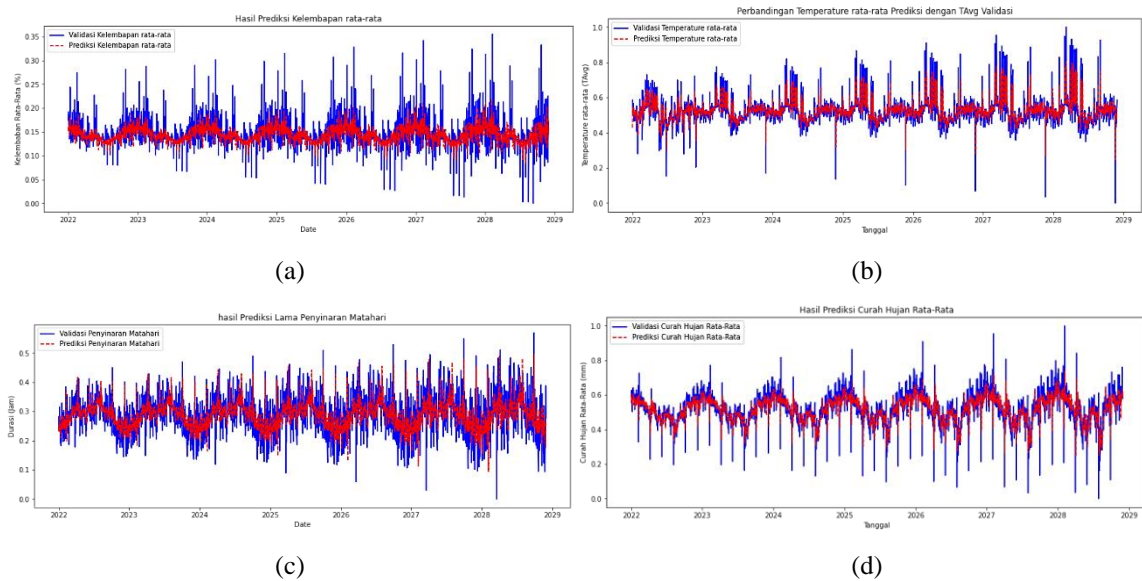 Hasil Prediksi Kelembapan rata-rata
Validasi Kelembapan rata-rata
Prediksi Kelembapan rata-rata
Kelembaban Rata-Rata (%)
0.35
0.30
0.25
0.20
0.15
0.10
0.05
0.00
2022 2023 2024 2025 2026 2027 2028 2029
Date
(a)
Perbandingan Temperature rata-rata Prediksi dengan TAvg Validasi
Validasi Temperature rata-rata
Prediksi Temperature rata-rata
Temperature rata-rata (TAvg)
1.0
0.8
0.6
0.4
0.2
0.0
2022 2023 2024 2025 2026 2027 2028 2029
Tanggal
(b)
hasil Prediksi Lama Penyinaran Matahari
Validasi Penyinaran Matahari
Prediksi Penyinaran Matahari
Durasi (jam)
0.5
0.4
0.3
0.2
0.1
0.0
2022 2023 2024 2025 2026 2027 2028 2029
Date
(c)
Hasil Prediksi Curah Hujan Rata-Rata
Validasi Curah Hujan Rata-Rata
Prediksi Curah Hujan Rata-Rata
Curah Hujan Rata-Rata (mm)
1.0
0.8
0.6
0.4
0.2
0.0
2022 2023 2024 2025 2026 2027 2028 2029
Tanggal
(d)